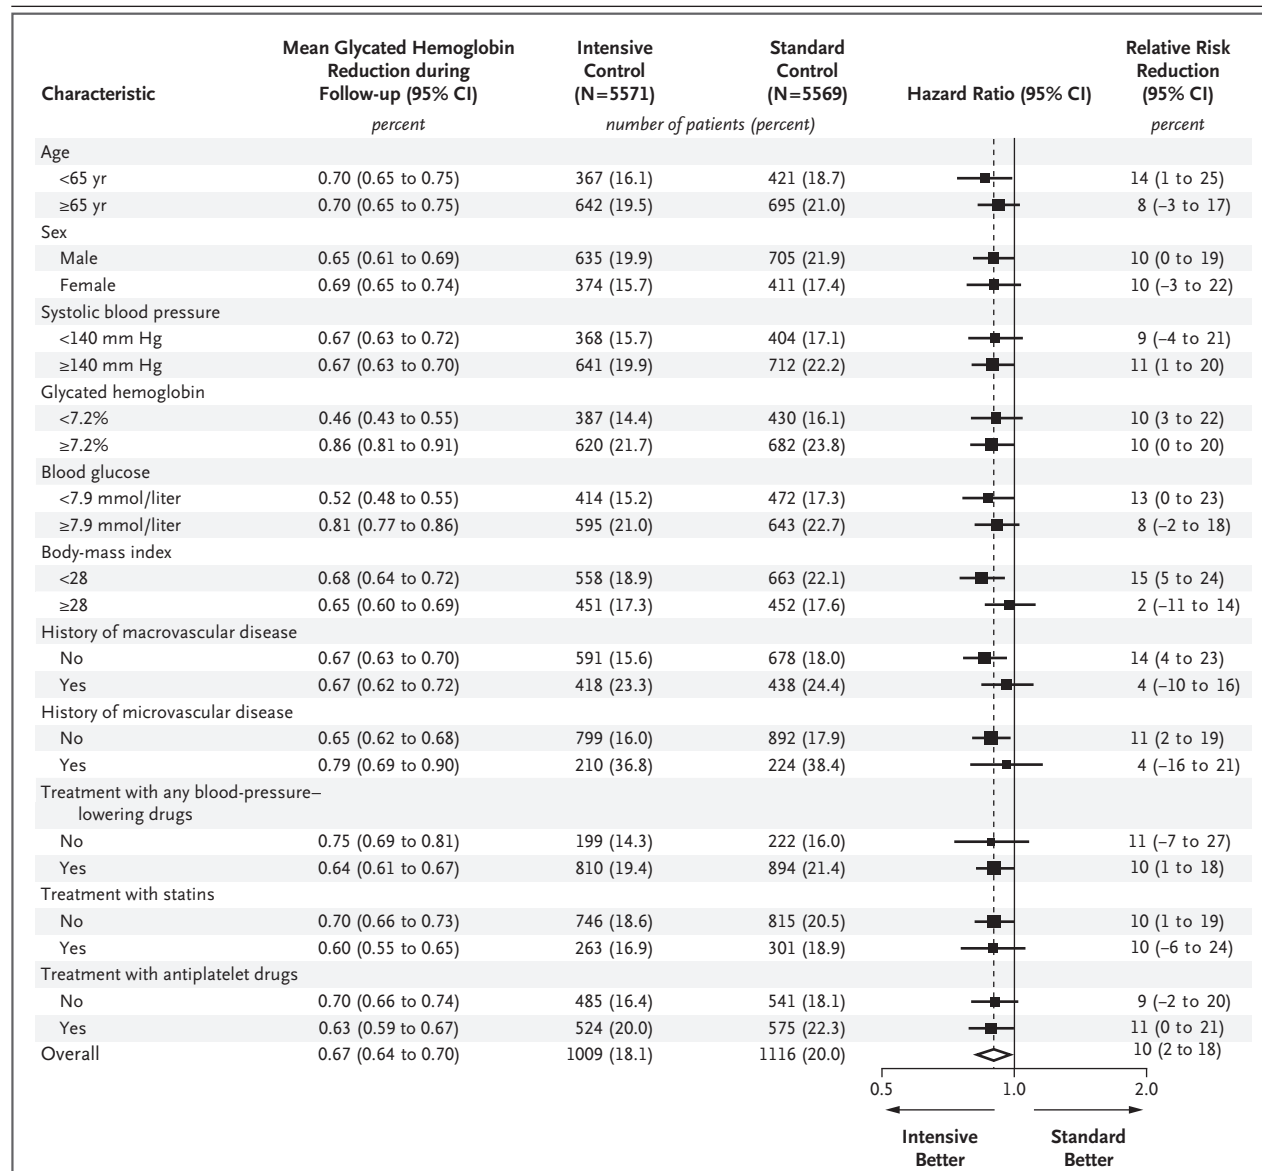 Characteristic Mean Glycated Hemoglobin Reduction during Follow-up (95% CI) Intensive Control (N=5571) Standard Control (N=5569) Hazard Ratio (95% CI) Relative Risk Reduction (95% CI)
percent number of patients (percent) percent
Age
<65 yr 0.70 (0.65 to 0.75) 367 (16.1) 421 (18.7) 14 (1 to 25)
≥65 yr 0.70 (0.65 to 0.75) 642 (19.5) 695 (21.0) 8 (–3 to 17)
Sex
Male 0.65 (0.61 to 0.69) 635 (19.9) 705 (21.9) 10 (0 to 19)
Female 0.69 (0.65 to 0.74) 374 (15.7) 411 (17.4) 10 (–3 to 22)
Systolic blood pressure
<140 mm Hg 0.67 (0.63 to 0.72) 368 (15.7) 404 (17.1) 9 (–4 to 21)
≥140 mm Hg 0.67 (0.63 to 0.70) 641 (19.9) 712 (22.2) 11 (1 to 20)
Glycated hemoglobin
<7.2% 0.46 (0.43 to 0.55) 387 (14.4) 430 (16.1) 10 (3 to 22)
≥7.2% 0.86 (0.81 to 0.91) 620 (21.7) 682 (23.8) 10 (0 to 20)
Blood glucose
<7.9 mmol/liter 0.52 (0.48 to 0.55) 414 (15.2) 472 (17.3) 13 (0 to 23)
≥7.9 mmol/liter 0.81 (0.77 to 0.86) 595 (21.0) 643 (22.7) 8 (–2 to 18)
Body-mass index
<28 0.68 (0.64 to 0.72) 558 (18.9) 663 (22.1) 15 (5 to 24)
≥28 0.65 (0.60 to 0.69) 451 (17.3) 452 (17.6) 2 (–11 to 14)
History of macrovascular disease
No 0.67 (0.63 to 0.70) 591 (15.6) 678 (18.0) 14 (4 to 23)
Yes 0.67 (0.62 to 0.72) 418 (23.3) 438 (24.4) 4 (–10 to 16)
History of microvascular disease
No 0.65 (0.62 to 0.68) 799 (16.0) 892 (17.9) 11 (2 to 19)
Yes 0.79 (0.69 to 0.90) 210 (36.8) 224 (38.4) 4 (–16 to 21)
Treatment with any blood-pressure–
lowering drugs
No 0.75 (0.69 to 0.81) 199 (14.3) 222 (16.0) 11 (–7 to 27)
Yes 0.64 (0.61 to 0.67) 810 (19.4) 894 (21.4) 10 (1 to 18)
Treatment with statins
No 0.70 (0.66 to 0.73) 746 (18.6) 815 (20.5) 10 (1 to 19)
Yes 0.60 (0.55 to 0.65) 263 (16.9) 301 (18.9) 10 (–6 to 24)
Treatment with antiplatelet drugs
No 0.70 (0.66 to 0.74) 485 (16.4) 541 (18.1) 9 (–2 to 20)
Yes 0.63 (0.59 to 0.67) 524 (20.0) 575 (22.3) 11 (0 to 21)
Overall 0.67 (0.64 to 0.70) 1009 (18.1) 1116 (20.0) 10 (2 to 18)
0.5 1.0 2.0
Intensive Standard
Better Better